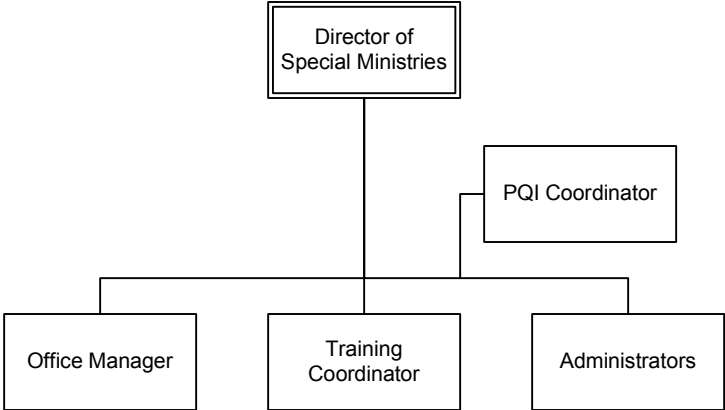 Director of
Special Ministries
PQI Coordinator
Office Manager
Training
Coordinator
Administrators